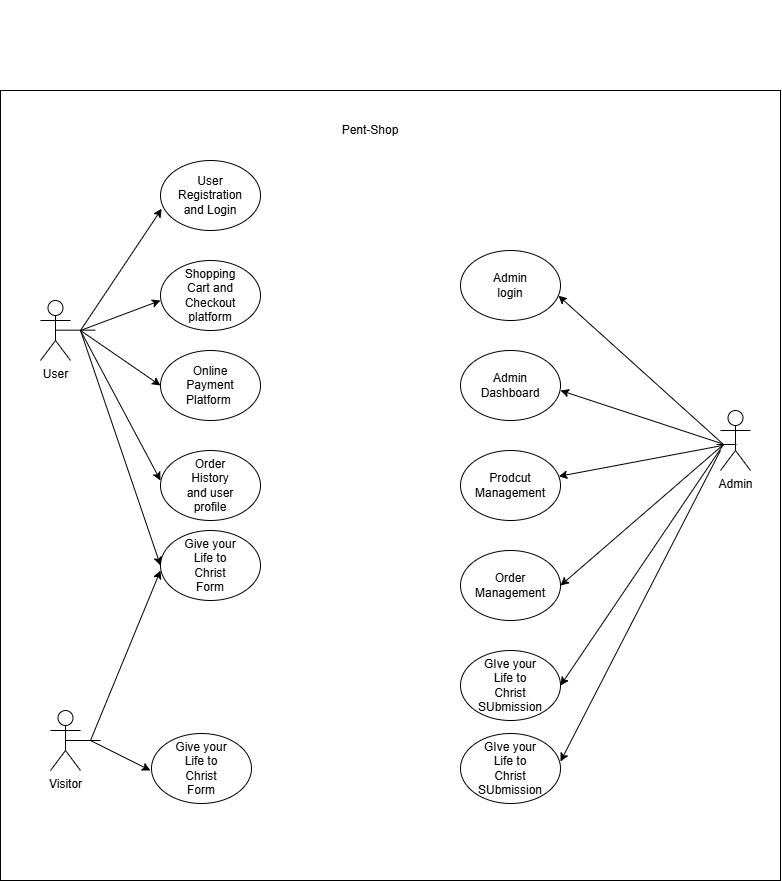 Pent-Shop
User
Registration
and Login
Shopping
Cart and
Checkout
platform
User
Online
Payment
Platform
Order
History
and user
profile
Give your
Life to
Christ
Form
Visitor
Give your
Life to
Christ
Form
Admin
login
Admin
Dashboard
Prodcut
Management
Admin
Order
Management
GIve your
Life to
Christ
SUbmission
GIve your
Life to
Christ
SUbmission